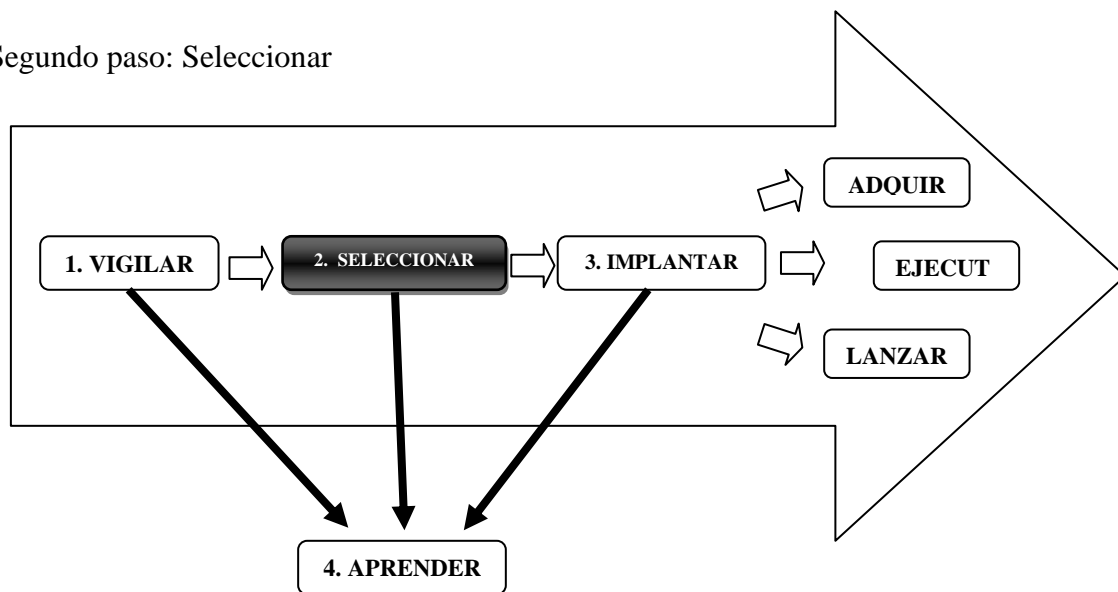 Segundo paso: Seleccionar
ADQUIR
1. VIGILAR
2. SELECCIONAR
3. IMPLANTAR
EJECUT
LANZAR
4. APRENDER